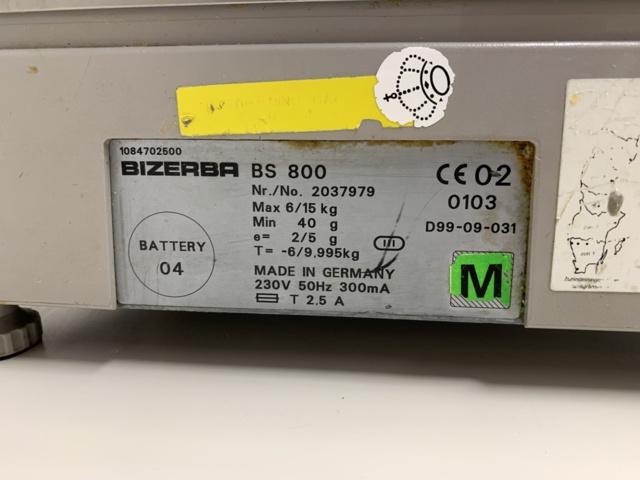 1084702500
BIZERBA BS 800
CE 02
0103
D99-09-031
Nr./No. 2037979
Max 6/15 kg
Min 40 g
e= 2/5 g
T= -6/9.995kg
III
MADE IN GERMANY
230V 50Hz 300mA
T 2.5 A
BATTERY
04
M